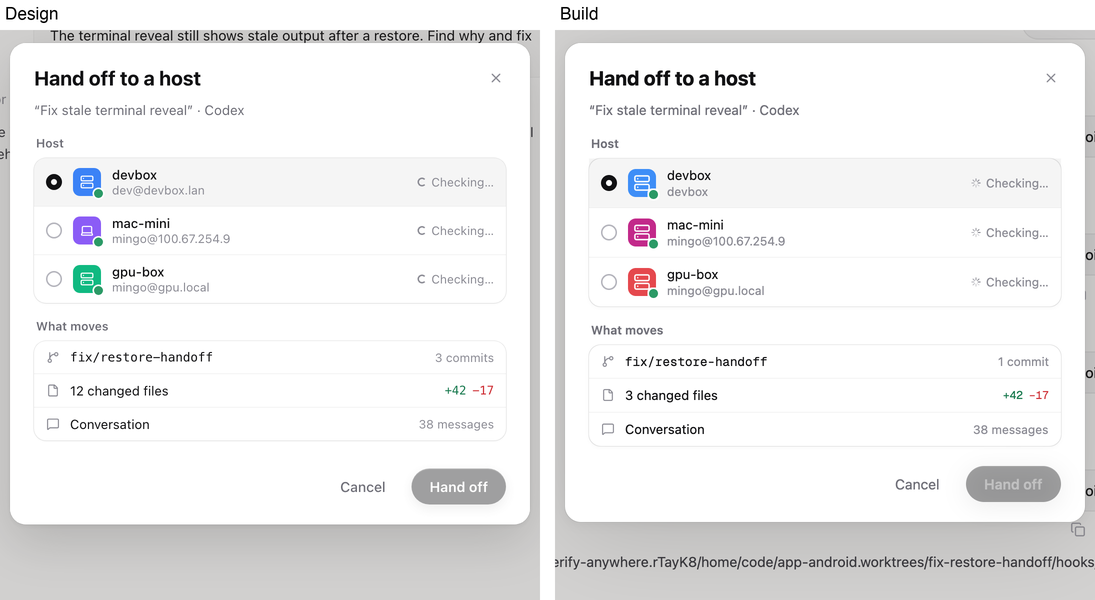 Design
The terminal reveal still shows stale output after a restore. Find why and fix
Hand off to a host
“Fix stale terminal reveal” · Codex
Host
devbox
dev@devbox.lan
Checking...
mac-mini
mingo@100.67.254.9
Checking...
gpu-box
mingo@gpu.local
Checking...
What moves
fix/restore-handoff
3 commits
12 changed files
+42 −17
Conversation
38 messages
Cancel
Hand off
Build
Hand off to a host
“Fix stale terminal reveal” · Codex
Host
devbox
devbox
Checking...
mac-mini
mingo@100.67.254.9
Checking...
gpu-box
mingo@gpu.local
Checking...
What moves
fix/restore-handoff
1 commit
3 changed files
+42 −17
Conversation
38 messages
Cancel
Hand off
erify-anywhere.rTayK8/home/code/app-android.worktrees/fix-restore-handoff/hooks